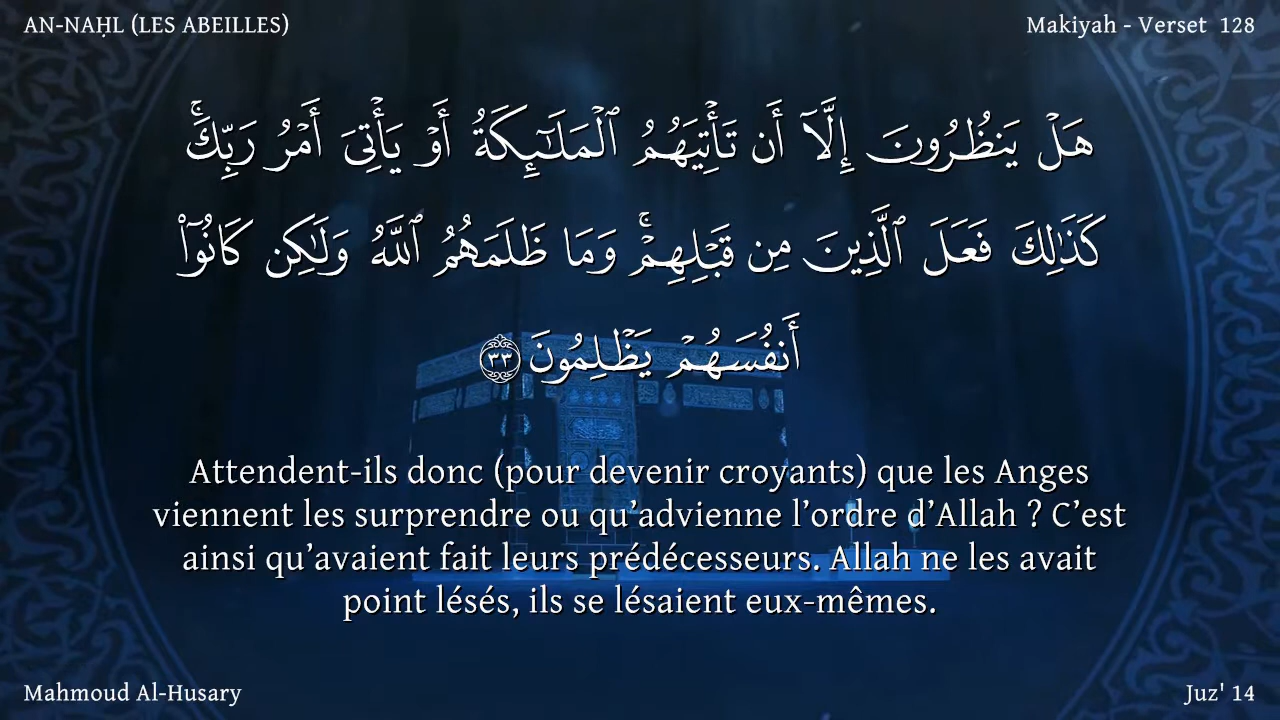 AN-NAḤL (LES ABEILLES)
Makiyah - Verset 128
هَلۡ يَنظُرُونَ إِلَّآ أَن تَأۡتِيَهُمُ ٱلۡمَلَـٰٓئِكَةُ أَوۡ يَأۡتِىَ أَمۡرُ رَبِّكَۚ
كَذَٰلِكَ فَعَلَ ٱلَّذِينَ مِن قَبۡلِهِمۡۚ وَمَا ظَلَمَهُمُ ٱللَّهُ وَلَـٰكِن كَانُوٓاْ
أَنفُسَهُمۡ يَظۡلِمُونَ ٣٣
Attendent-ils donc (pour devenir croyants) que les Anges
viennent les surprendre ou qu’advienne l’ordre d’Allah ? C’est
ainsi qu’avaient fait leurs prédécesseurs. Allah ne les avait
point lésés, ils se lésaient eux-mêmes.
Mahmoud Al-Husary
Juz' 14